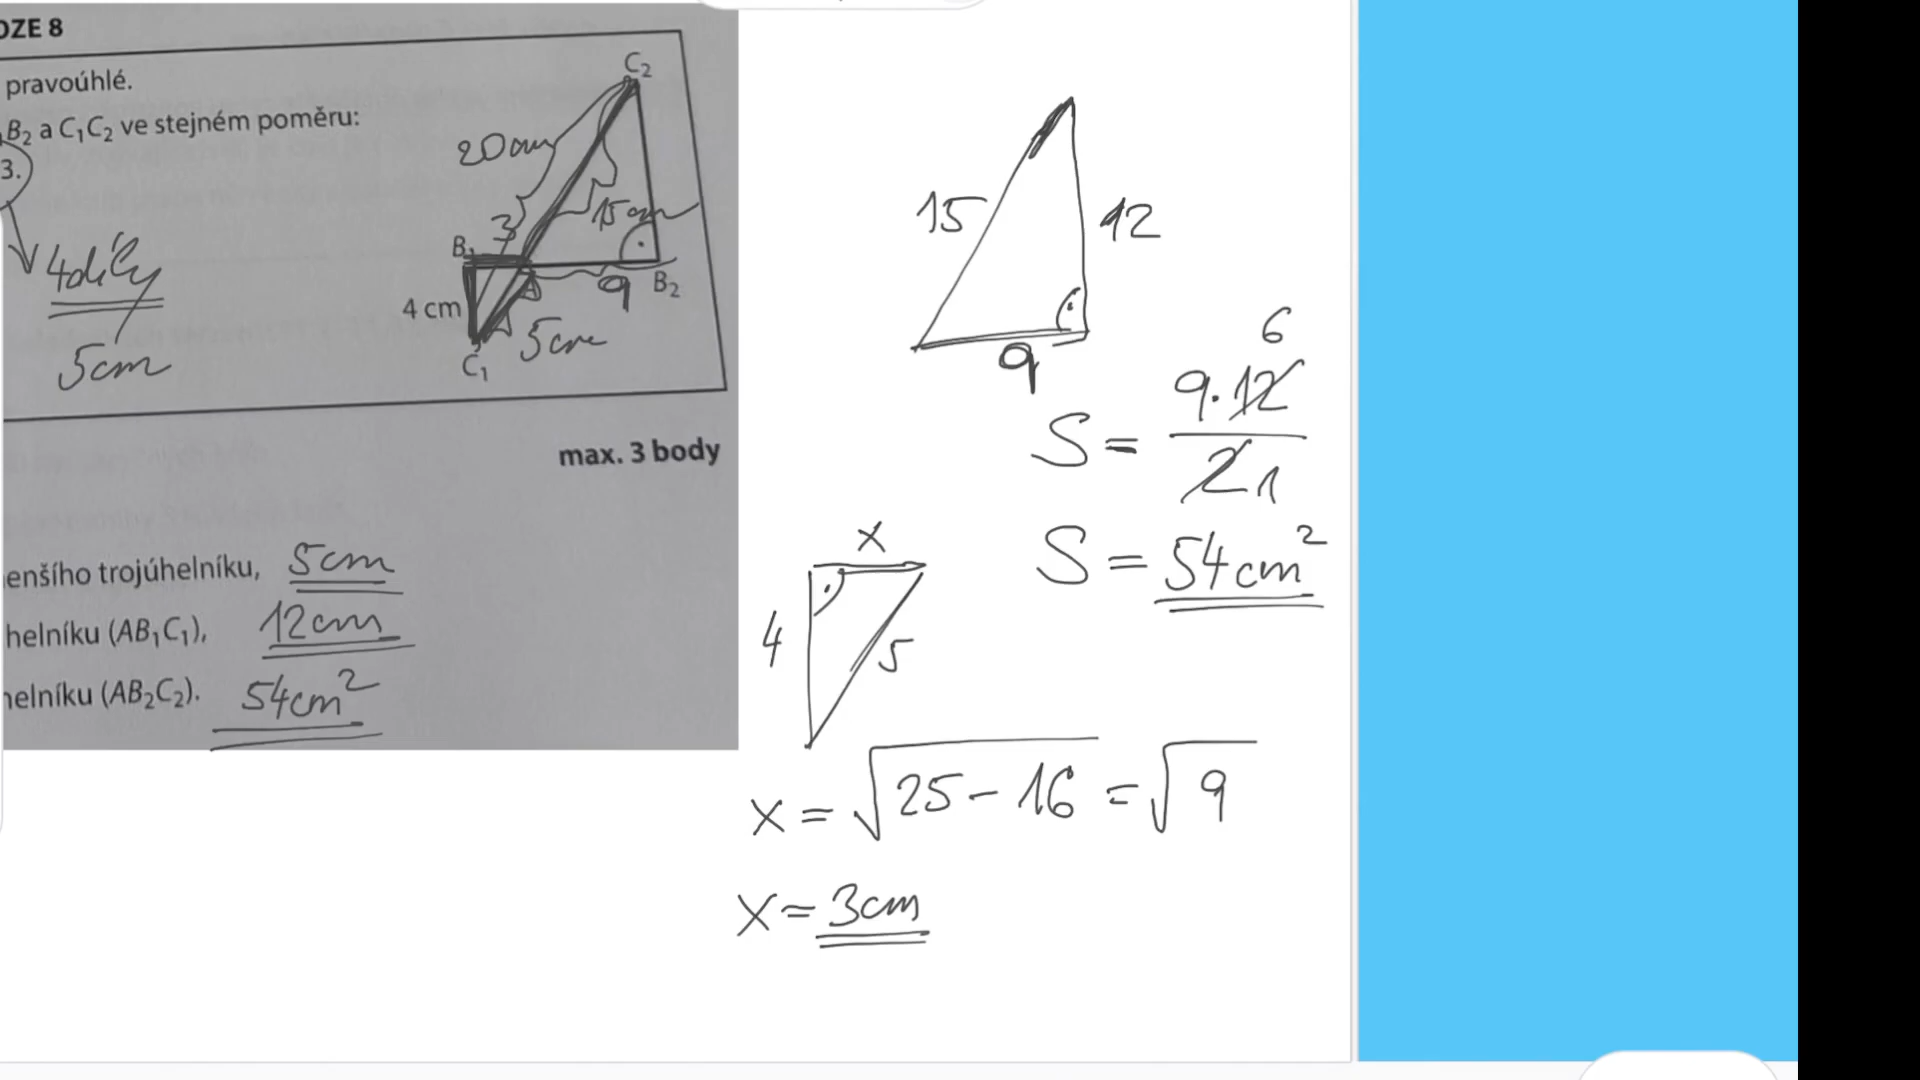 OZE 8
pravoúhlé.
B₂ a C₁C₂ ve stejném poměru:
3.
4díly
5cm
C₂
20cm
15cm
3
B₁
A
9
B₂
4 cm
5cm
C₁
max. 3 body
enšího trojúhelníku, 5cm
helníku (AB₁C₁), 12cm
helníku (AB₂C₂). 54cm²
15
12
9
6
S = 9·12
2 1
S = 54cm²
x
4
5
x = √25 - 16 = √9
x = 3cm